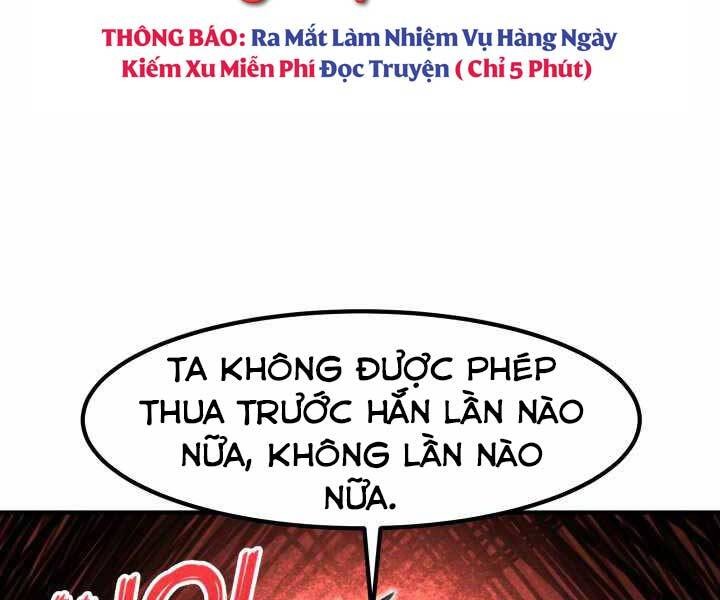 THÔNG BÁO: Ra Mắt Làm Nhiệm Vụ Hàng Ngày
Kiếm Xu Miễn Phí Đọc Truyện ( Chỉ 5 Phút)
TA KHÔNG ĐƯỢC PHÉP
THUA TRƯỚC HẮN LẦN NÀO
NỮA, KHÔNG LẦN NÀO
NỮA.